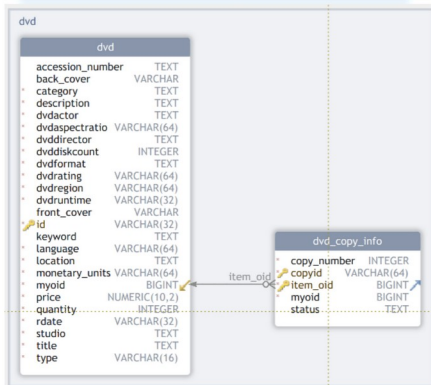 dvd
dvd
accession_number TEXT
back_cover VARCHAR
* category TEXT
* description TEXT
* dvdactor TEXT
* dvdaspectratio VARCHAR(64)
* dvddirector TEXT
* dvddiskcount INTEGER
* dvdformat TEXT
* dvdrating VARCHAR(64)
* dvdregion VARCHAR(64)
* dvdruntime VARCHAR(32)
front_cover VARCHAR
* id VARCHAR(32)
keyword TEXT
* language VARCHAR(64)
location TEXT
* monetary_units VARCHAR(64)
* myoid BIGINT
* price NUMERIC(10,2)
* quantity INTEGER
* rdate VARCHAR(32)
* studio TEXT
* title TEXT
* type VARCHAR(16)
item_oid
dvd_copy_info
* copy_number INTEGER
* copyid VARCHAR(64)
* item_oid BIGINT
* myoid BIGINT
* status TEXT